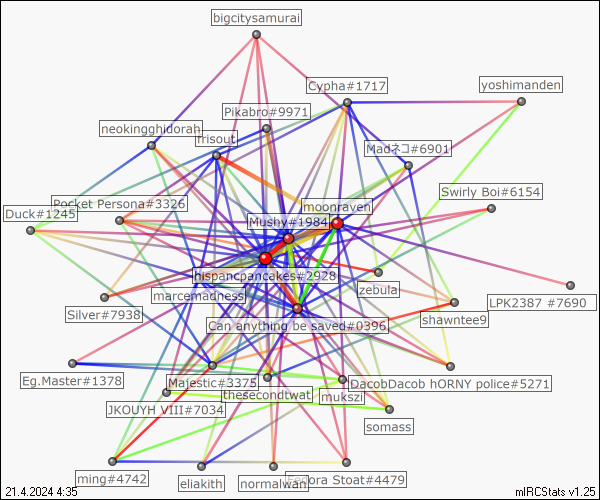 bigcitysamurai
Cypha#1717
yoshimanden
Pikabro#9971
neokingghidorah
Trisout
Madネコ#6901
Swirly Boi#6154
Pocket Persona#3326
moonraven
Duck#1245
Mushy#1984
hispancpancakes#2928
zebula
marcemadness
LPK2387 #7690
Silver#7938
shawntee9
Can anything be saved#0396
Eg.Master#1378
Majestic#3375
DacobDacob hORNY police#5271
thesecondtwat
mukszi
JKOUYH VIII#7034
somass
ming#4742
eliakith
normalwan
Fedora Stoat#4479
21.4.2024 4:35
mIRCStats v1.25